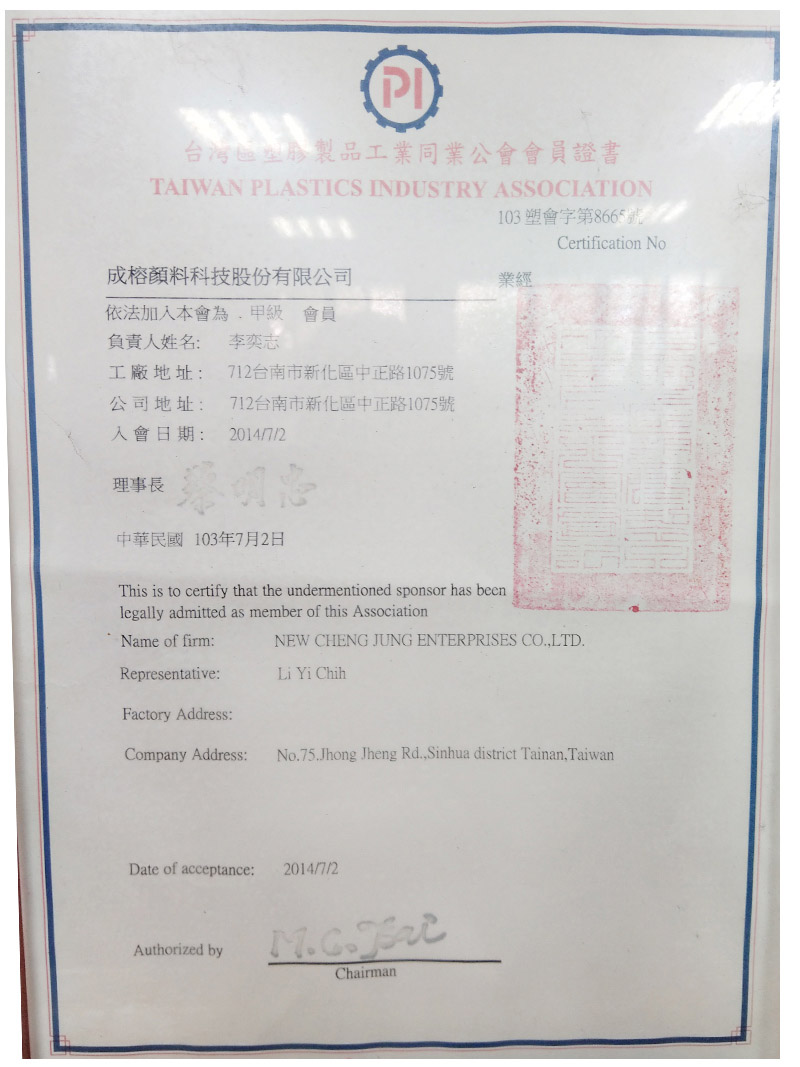 PI
台灣區塑膠製品工業同業公會會員證書
TAIWAN PLASTICS INDUSTRY ASSOCIATION
103 塑會字第8665號
Certification No
成榕顏料科技股份有限公司 業經
依法加入本會為 . 甲級 會員
負責人姓名: 李奕志
工廠地址: 712台南市新化區中正路1075號
公司地址: 712台南市新化區中正路1075號
入會日期: 2014/7/2
理事長 蔡明忠
中華民國 103年7月2日
This is to certify that the undermentioned sponsor has been
legally admitted as member of this Association
Name of firm: NEW CHENG JUNG ENTERPRISES CO.,LTD.
Representative: Li Yi Chih
Factory Address:
Company Address: No.75.Jhong Jheng Rd.,Sinhua district Tainan,Taiwan
Date of acceptance: 2014/7/2
Authorized by M.C.Tsai
Chairman